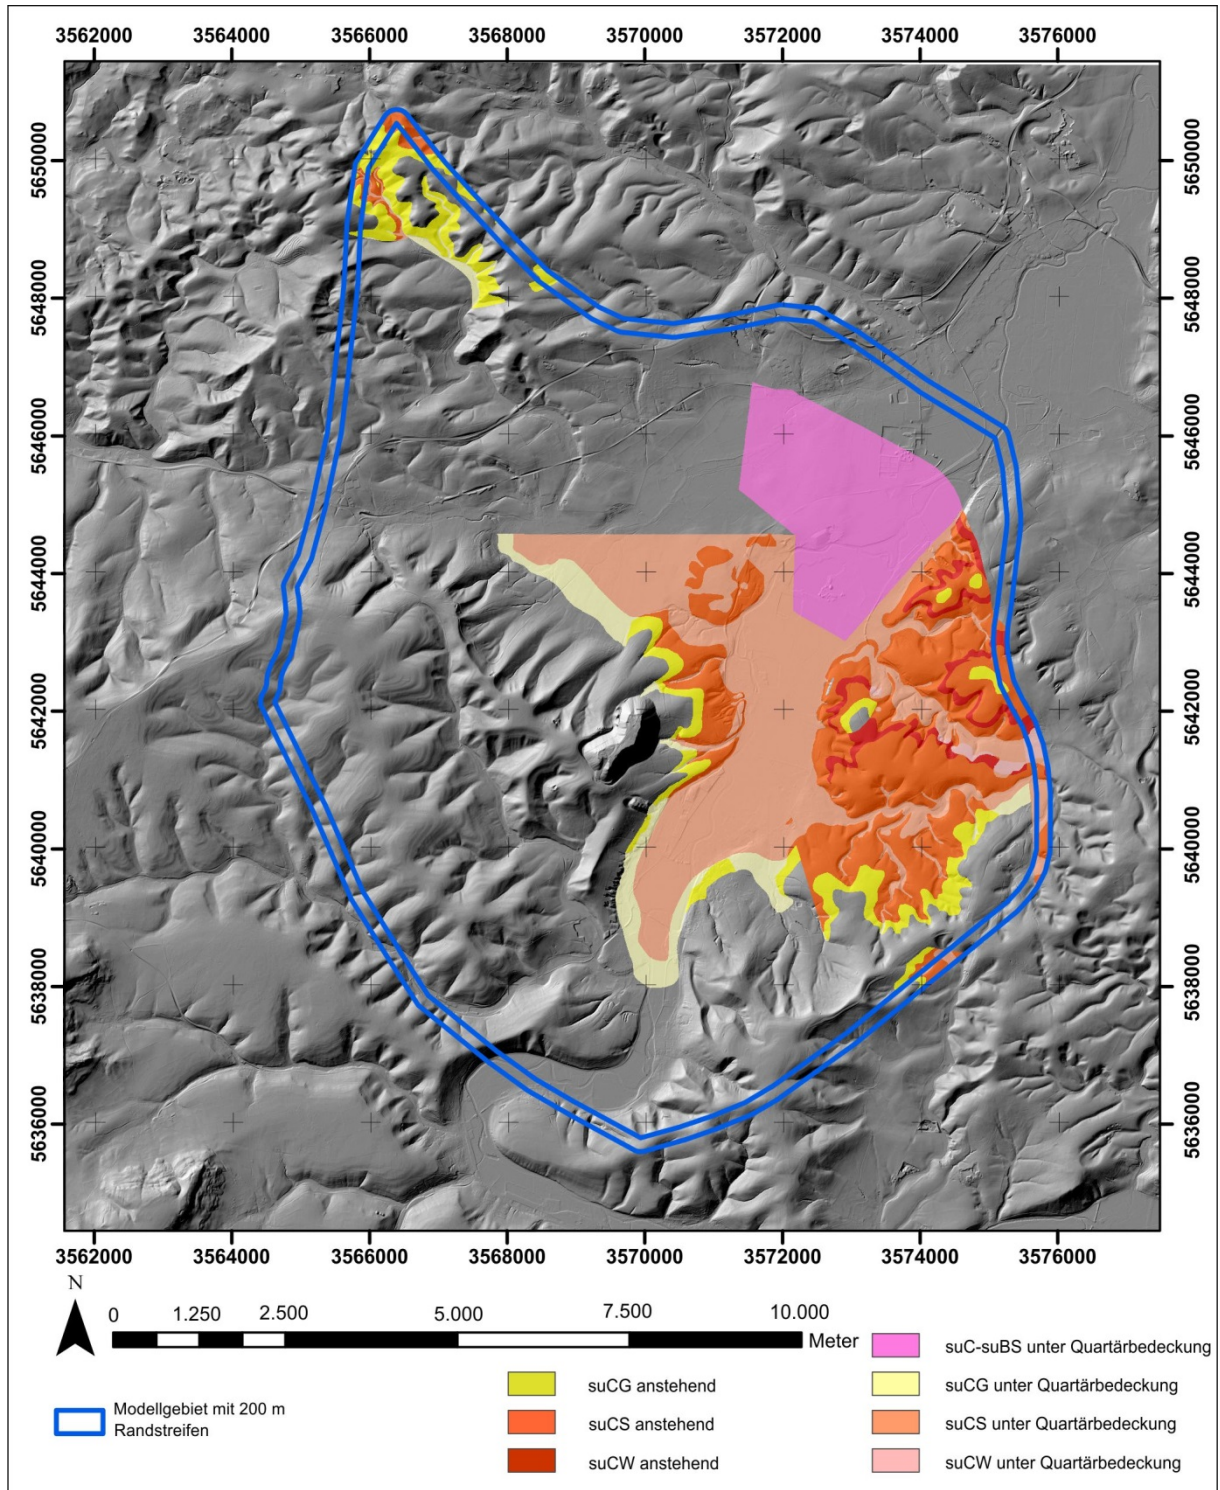 3562000 3564000 3566000 3568000 3570000 3572000 3574000 3576000
5650000 5650000
5648000 5648000
5646000 5646000
5644000 5644000
5642000 5642000
5640000 5640000
5638000 5638000
5636000 5636000
3562000 3564000 3566000 3568000 3570000 3572000 3574000 3576000
N
0 1.250 2.500 5.000 7.500 10.000
Meter
Modellgebiet mit 200 m
Randstreifen
suCG anstehend
suCS anstehend
suCW anstehend
suC-suBS unter Quartärbedeckung
suCG unter Quartärbedeckung
suCS unter Quartärbedeckung
suCW unter Quartärbedeckung